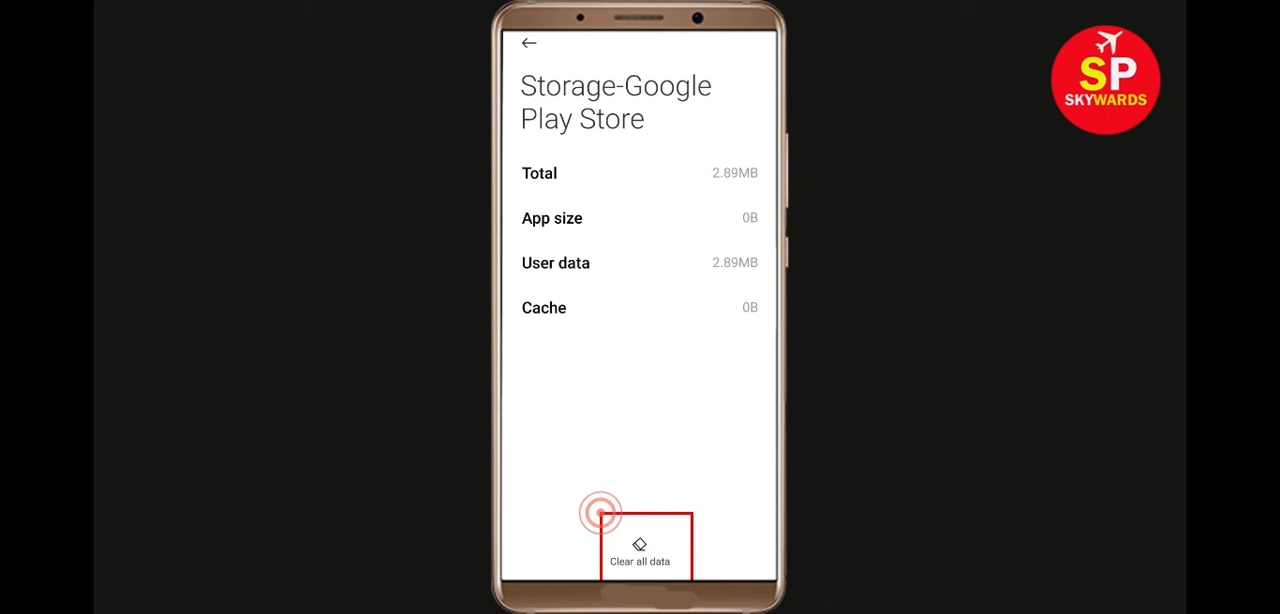 Storage-Google
Play Store
Total 2.89MB
App size 0B
User data 2.89MB
Cache 0B
Clear all data
SP
SKYWARDS